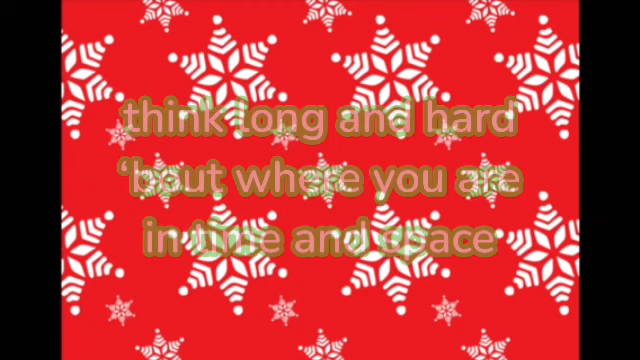 think long and hard
‘bout where you are
in time and space